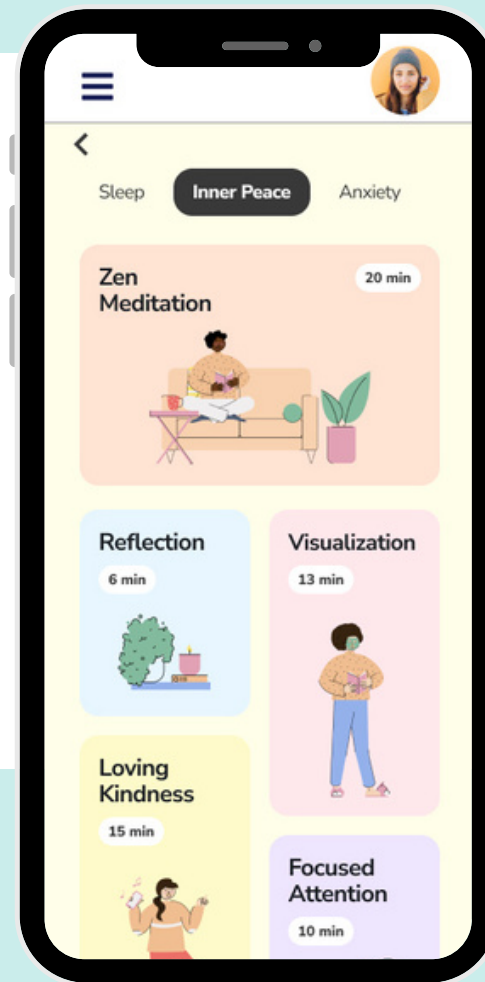 Sleep
Inner Peace
Anxiety
Zen
Meditation
20 min
Reflection
6 min
Visualization
13 min
Loving
Kindness
15 min
Focused
Attention
10 min